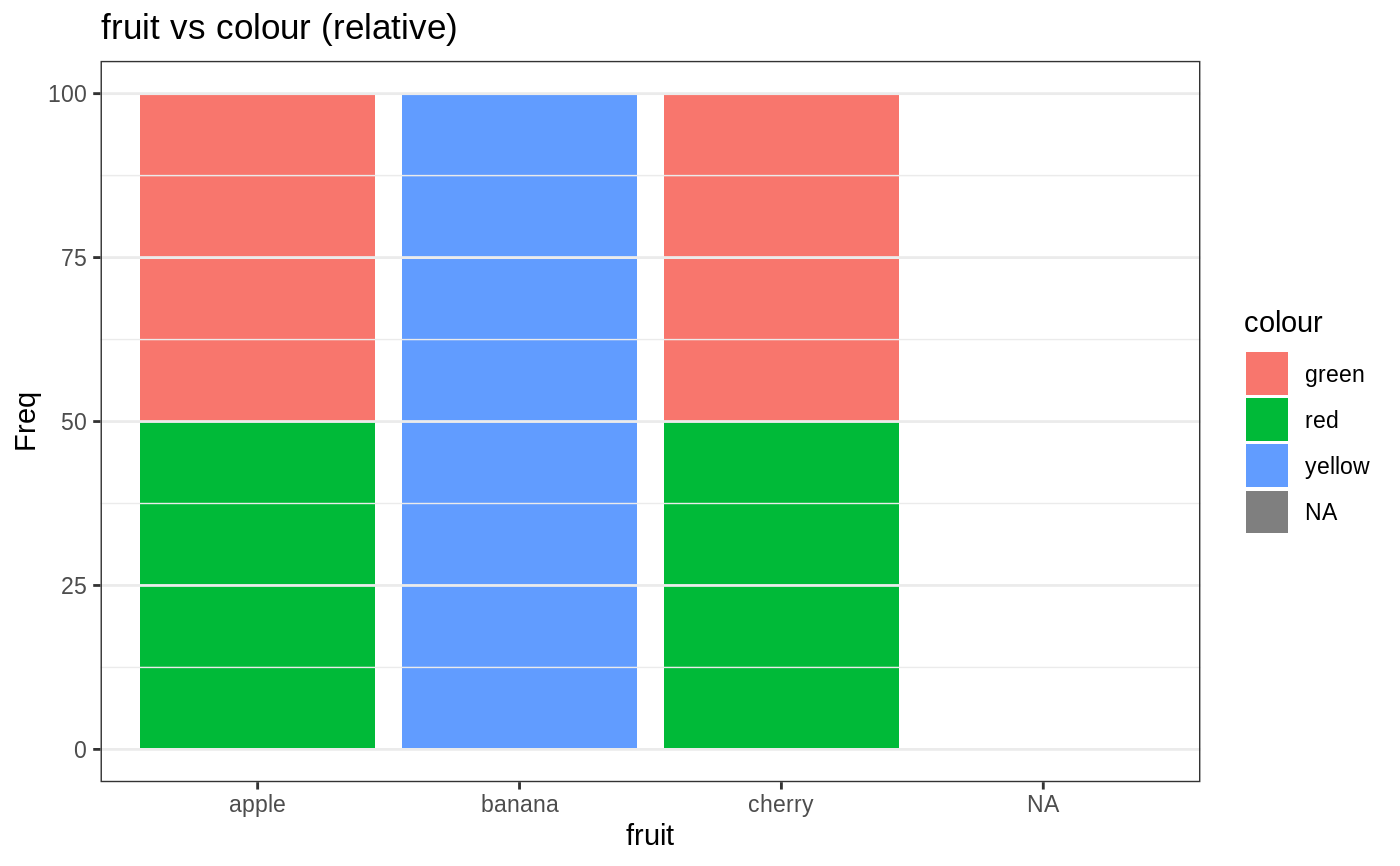 fruit vs colour (relative)
100
75
50
25
0
Freq
apple
banana
cherry
NA
fruit
colour
green
red
yellow
NA